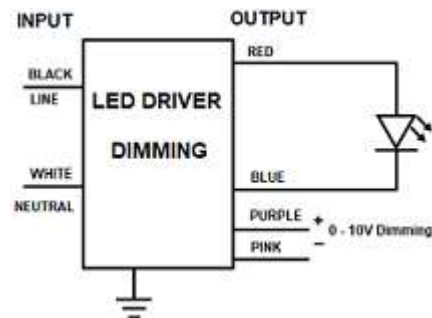 INPUT
OUTPUT
RED
BLACK
LINE
LED DRIVER
DIMMING
WHITE
NEUTRAL
BLUE
PURPLE
+
0 - 10V Dimming
−
PINK